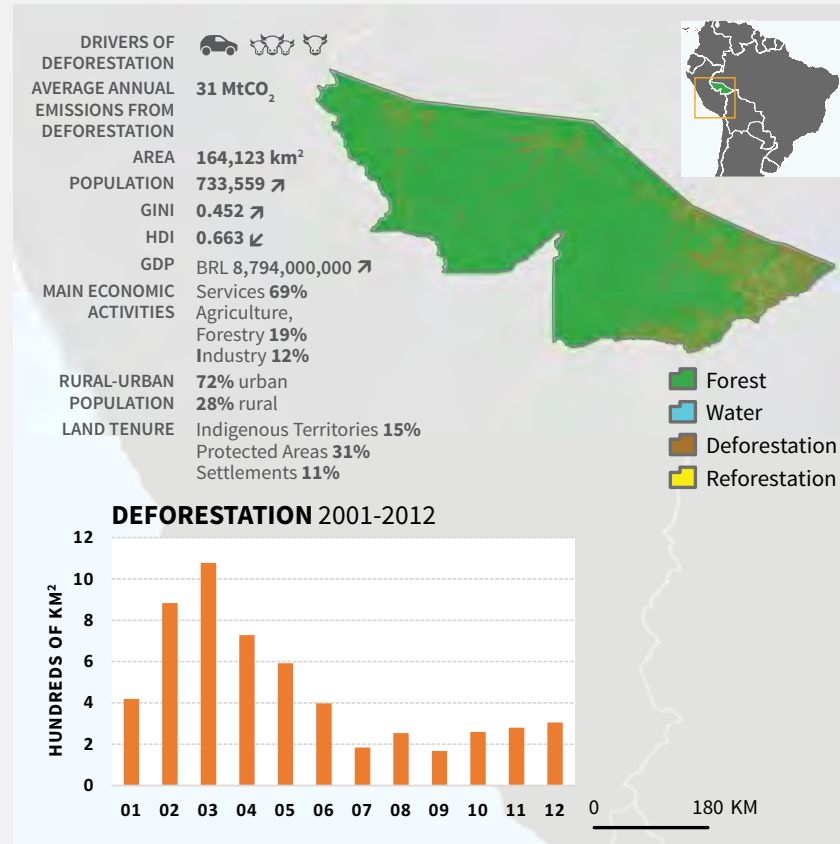 DRIVERS OF
DEFORESTATION
AVERAGE ANNUAL 31 MtCO₂
EMISSIONS FROM
DEFORESTATION
AREA 164,123 km²
POPULATION 733,559
GINI 0.452
HDI 0.663
GDP BRL 8,794,000,000
MAIN ECONOMIC Services 69%
ACTIVITIES Agriculture,
Forestry 19%
Industry 12%
RURAL-URBAN 72% urban
POPULATION 28% rural
LAND TENURE Indigenous Territories 15%
Protected Areas 31%
Settlements 11%
Forest
Water
Deforestation
Reforestation
DEFORESTATION 2001-2012
HUNDREDS OF KM²
12
10
8
6
4
2
0
01 02 03 04 05 06 07 08 09 10 11 12
0 180 KM